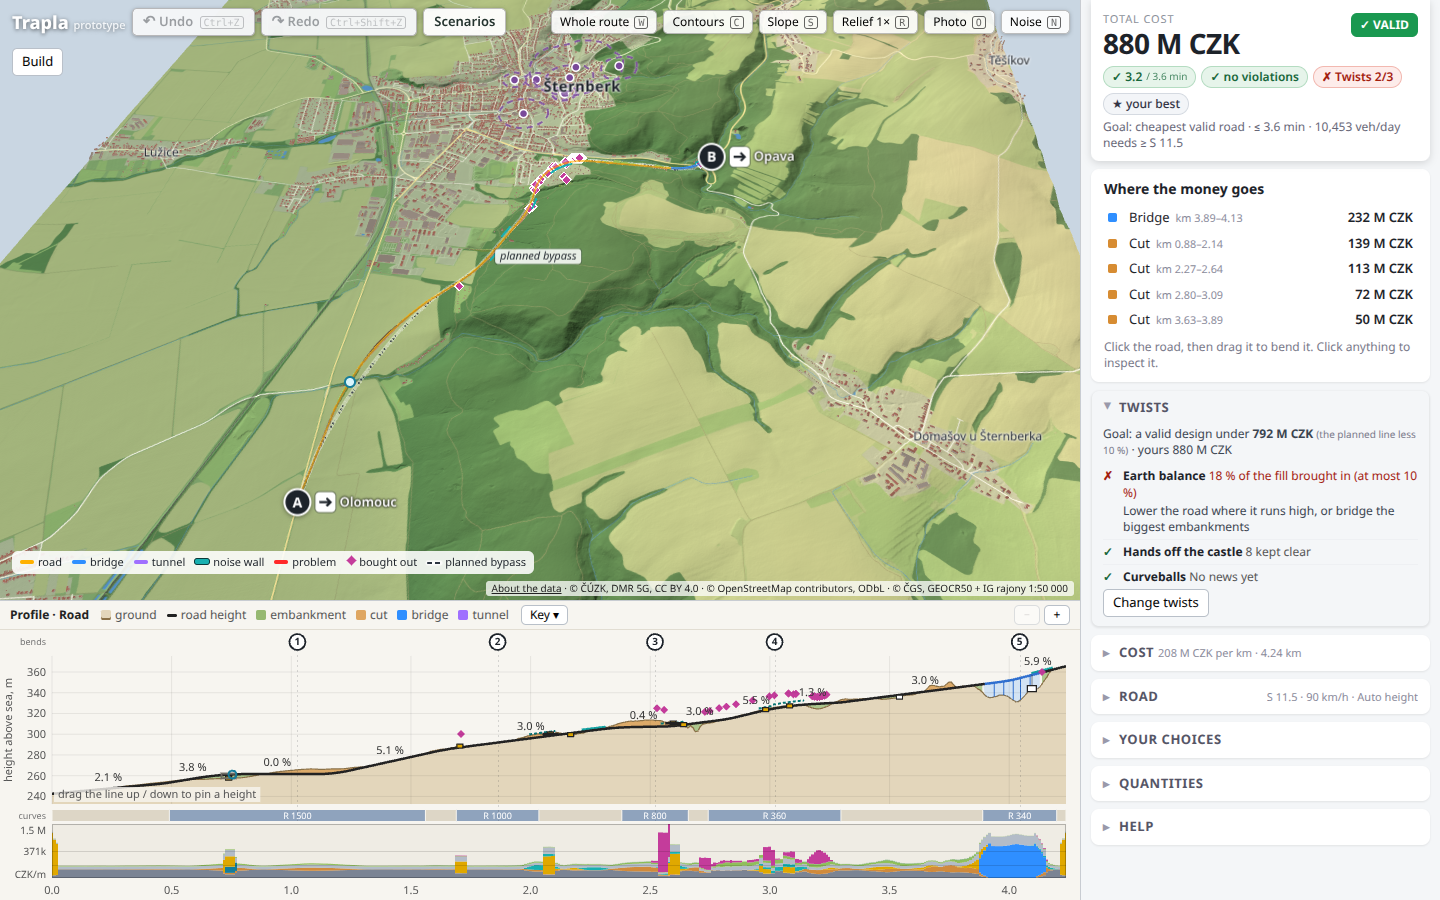 Trapla prototype
↶ Undo Ctrl+Z
↷ Redo Ctrl+Shift+Z
Scenarios
Whole route W
Contours C
Slope S
Relief 1× R
Photo O
Noise N
Build
Těšíkov
Šternberk
Lužice
B → Opava
planned bypass
Domašov u Šternberka
A → Olomouc
road bridge tunnel noise wall problem bought out planned bypass
About the data · © ČÚZK, DMR 5G, CC BY 4.0 · © OpenStreetMap contributors, ODbL · © ČGS, GEOCR50 + IG rajony 1:50 000
Profile · Road ground road height embankment cut bridge tunnel Key ▾ − +
bends 1 2 3 4 5
height above sea, m
360
340
320
300
280
260
240
2.1 % 3.8 % 0.0 % 5.1 % 3.0 % 0.4 % 3.0 % 5.5 % 1.3 % 3.0 % 5.9 %
drag the line up / down to pin a height
curves R 1500 R 1000 R 800 R 360 R 340
1.5 M
371k
CZK/m
0.0 0.5 1.0 1.5 2.0 2.5 3.0 3.5 4.0
TOTAL COST
880 M CZK
✓ VALID
✓ 3.2 / 3.6 min
✓ no violations
✗ Twists 2/3
★ your best
Goal: cheapest valid road · ≤ 3.6 min · 10,453 veh/day
needs ≥ S 11.5
Where the money goes
Bridge km 3.89–4.13 232 M CZK
Cut km 0.88–2.14 139 M CZK
Cut km 2.27–2.64 113 M CZK
Cut km 2.80–3.09 72 M CZK
Cut km 3.63–3.89 50 M CZK
Click the road, then drag it to bend it. Click anything to
inspect it.
▼ TWISTS
Goal: a valid design under 792 M CZK (the planned line less
10 %) · yours 880 M CZK
✗ Earth balance 18 % of the fill brought in (at most 10
%)
Lower the road where it runs high, or bridge the
biggest embankments
✓ Hands off the castle 8 kept clear
✓ Curveballs No news yet
Change twists
▶ COST 208 M CZK per km · 4.24 km
▶ ROAD S 11.5 · 90 km/h · Auto height
▶ YOUR CHOICES
▶ QUANTITIES
▶ HELP